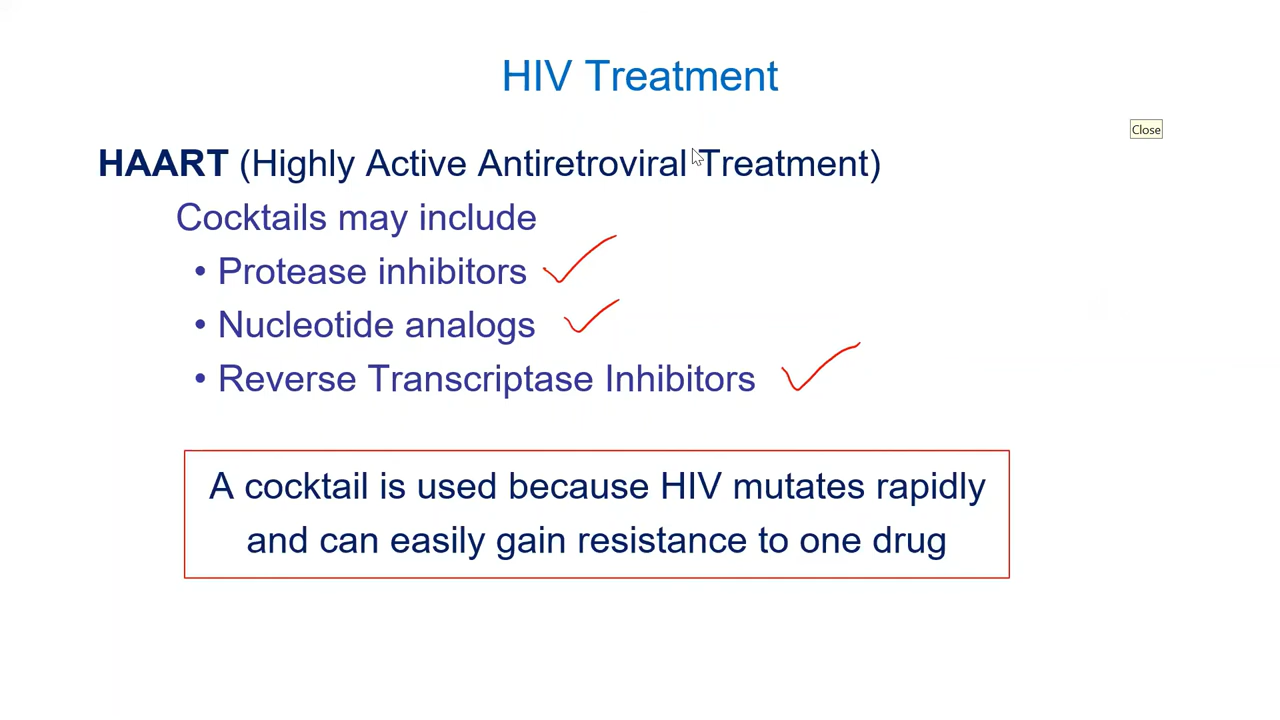 HIV Treatment
Close
HAART (Highly Active Antiretroviral Treatment)
Cocktails may include
• Protease inhibitors
• Nucleotide analogs
• Reverse Transcriptase Inhibitors
A cocktail is used because HIV mutates rapidly
and can easily gain resistance to one drug